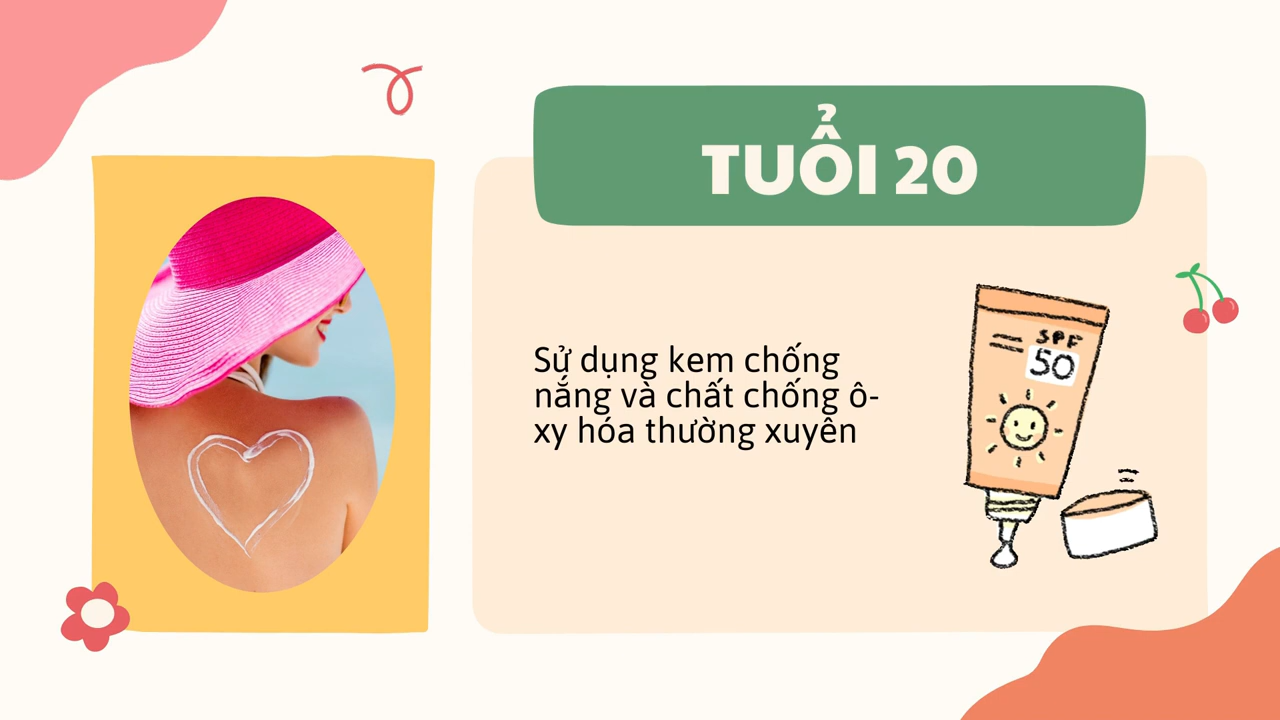 TUỔI 20
Sử dụng kem chống
nắng và chất chống ô-
xy hóa thường xuyên
SPF
50